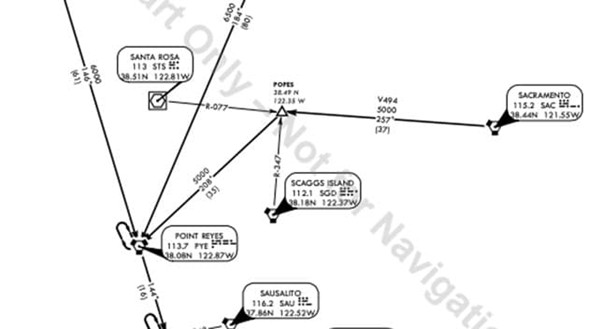 6500
184°
(80)
6000
146°
(61)
SANTA ROSA
113 STS
38.51N 122.81W
R-077
POPES
38.49 N
122.35 W
V494
5000
257°
(37)
SACRAMENTO
115.2 SAC
38.44N 121.55W
5000
208°
(35)
R-347
SCAGGS ISLAND
112.1 SGD
38.18N 122.37W
POINT REYES
113.7 PYE
38.08N 122.87W
144°
(16)
SAUSALITO
116.2 SAU
37.86N 122.52W
art Only - Not for Navigatio